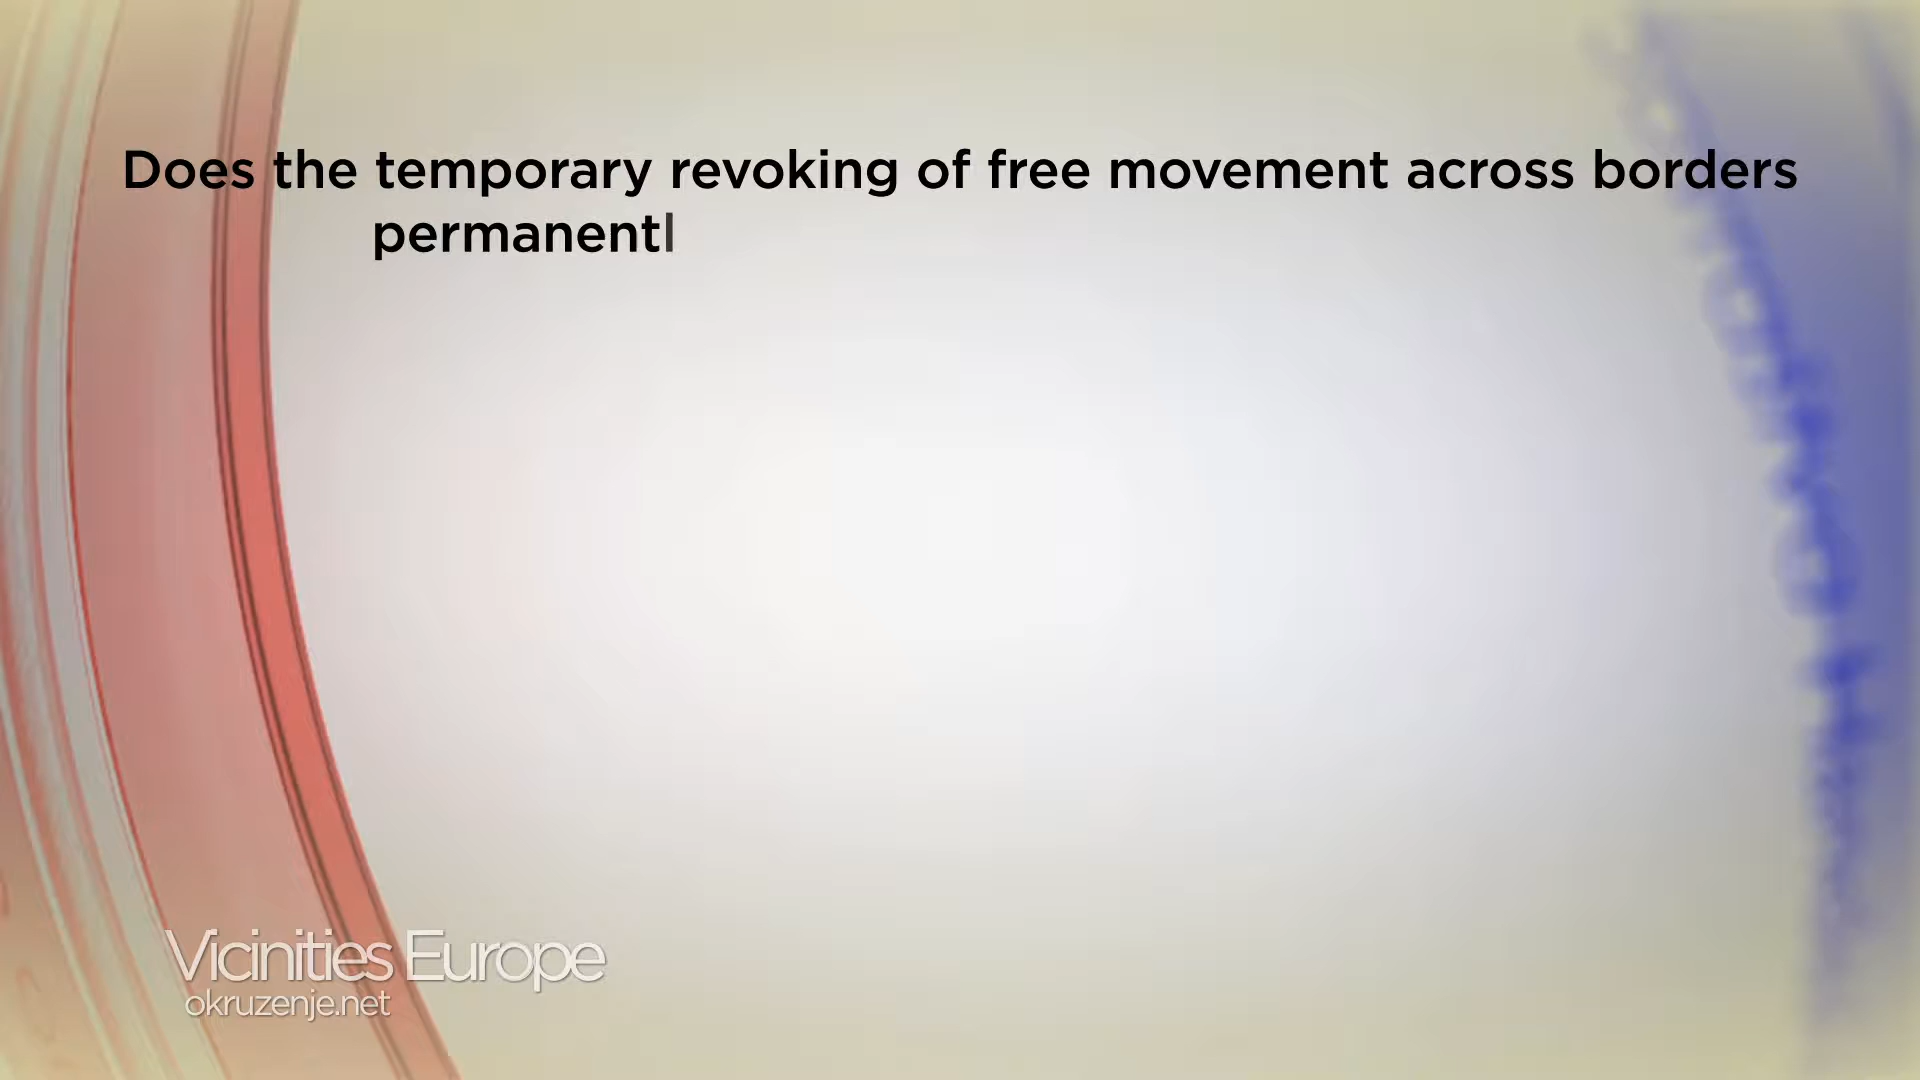 Does the temporary revoking of free movement across borders
permanentl
Vicinities Europe
okruzenje.net